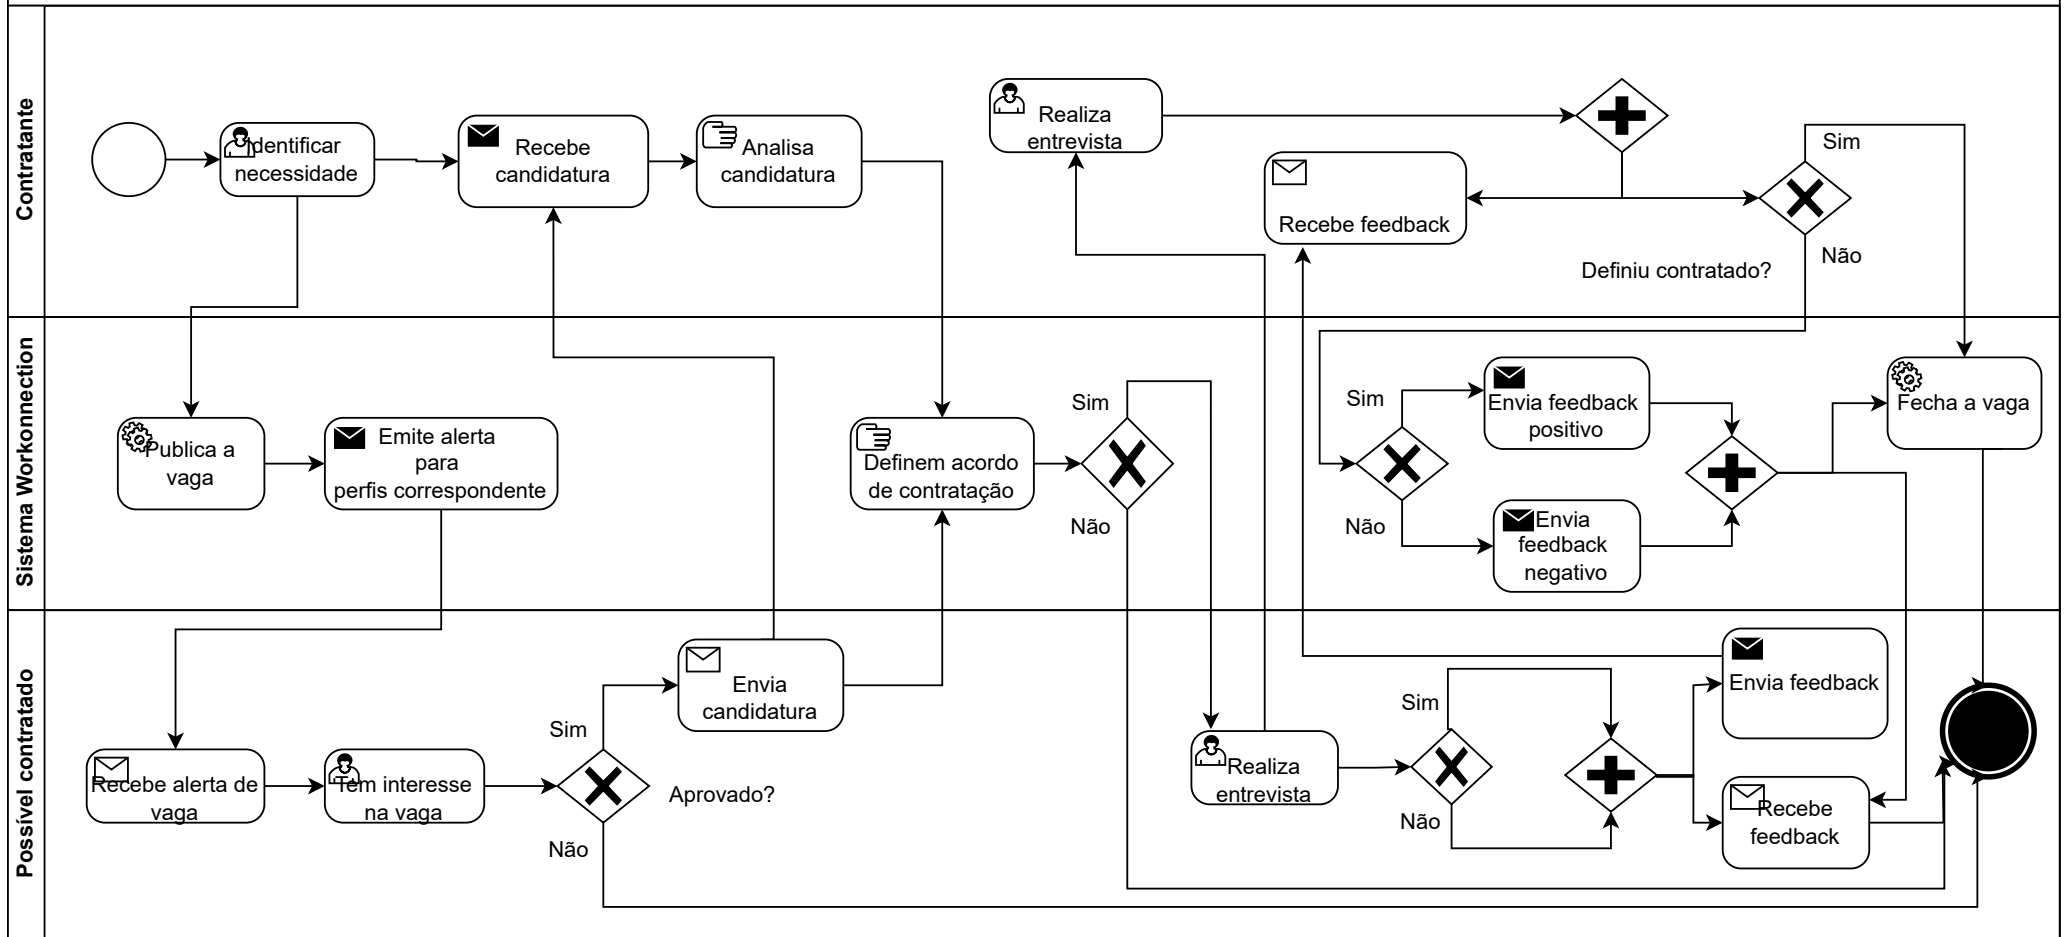 Contratante
Identificar
necessidade
Recebe
candidatura
Analisa
candidatura
Realiza
entrevista
Recebe feedback
Sim
Não
Definiu contratado?
Sistema Workonnection
Publica a
vaga
Emite alerta
para
perfis correspondente
Definem acordo
de contratação
Sim
Não
Sim
Não
Envia feedback
positivo
Envia
feedback
negativo
Fecha a vaga
Possível contratado
Recebe alerta de
vaga
Tem interesse
na vaga
Sim
Não
Aprovado?
Envia
candidatura
Realiza
entrevista
Sim
Não
Envia feedback
Recebe
feedback